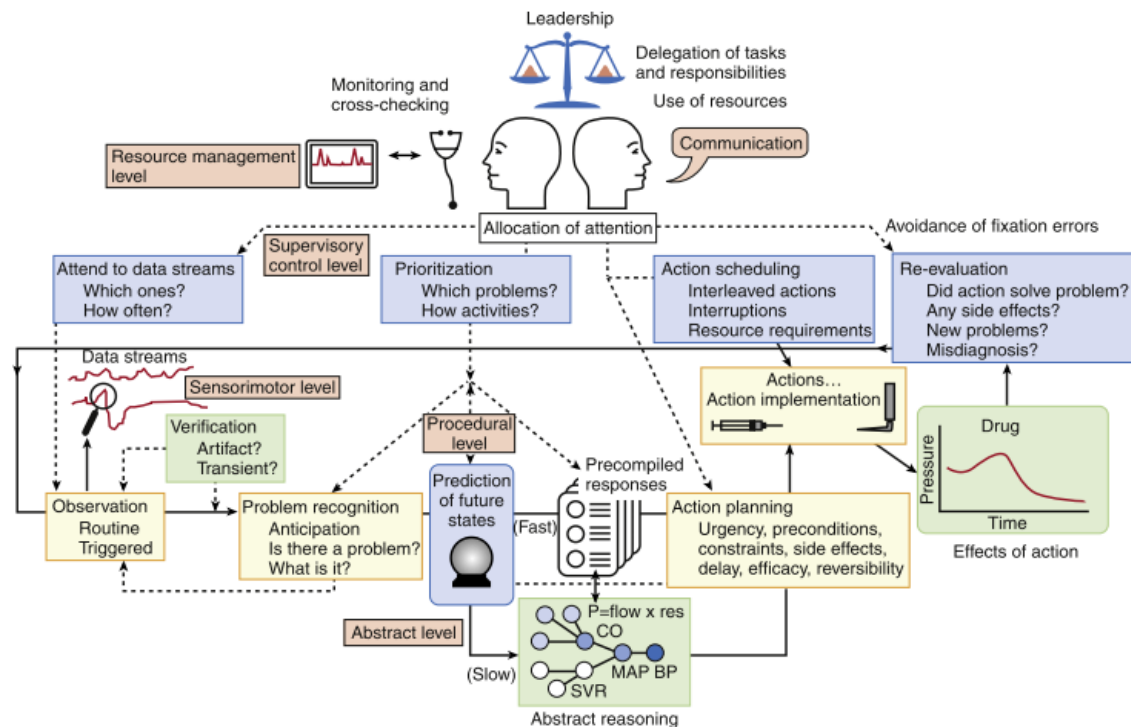 Leadership
Delegation of tasks
and responsibilities
Monitoring and
cross-checking
Use of resources
Communication
Resource management
level
Allocation of attention
Avoidance of fixation errors
Supervisory
control level
Attend to data streams
Which ones?
How often?
Prioritization
Which problems?
How activities?
Action scheduling
Interleaved actions
Interruptions
Resource requirements
Re-evaluation
Did action solve problem?
Any side effects?
New problems?
Misdiagnosis?
Data streams
Sensorimotor level
Actions...
Action implementation
Verification
Artifact?
Transient?
Procedural
level
Drug
Pressure
Time
Effects of action
Observation
Routine
Triggered
Problem recognition
Anticipation
Is there a problem?
What is it?
Prediction
of future
states
(Fast)
Precompiled
responses
Action planning
Urgency, preconditions,
constraints, side effects,
delay, efficacy, reversibility
Abstract level
(Slow)
P=flow x res
CO
MAP BP
SVR
Abstract reasoning